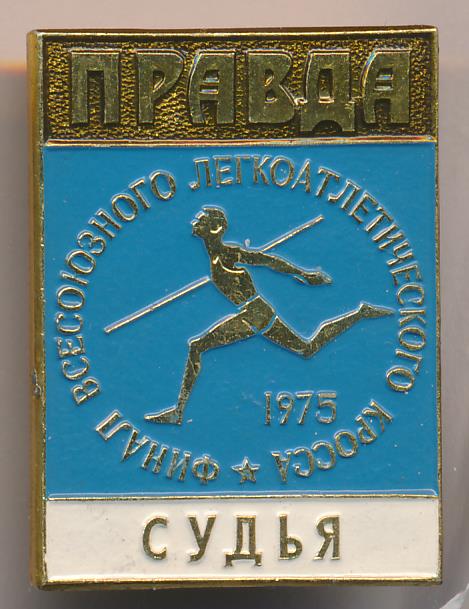 ПРАВДА
ФИНАЛ ВСЕСОЮЗНОГО ЛЕГКОАТЛЕТИЧЕСКОГО КРОССА
1975
СУДЬЯ